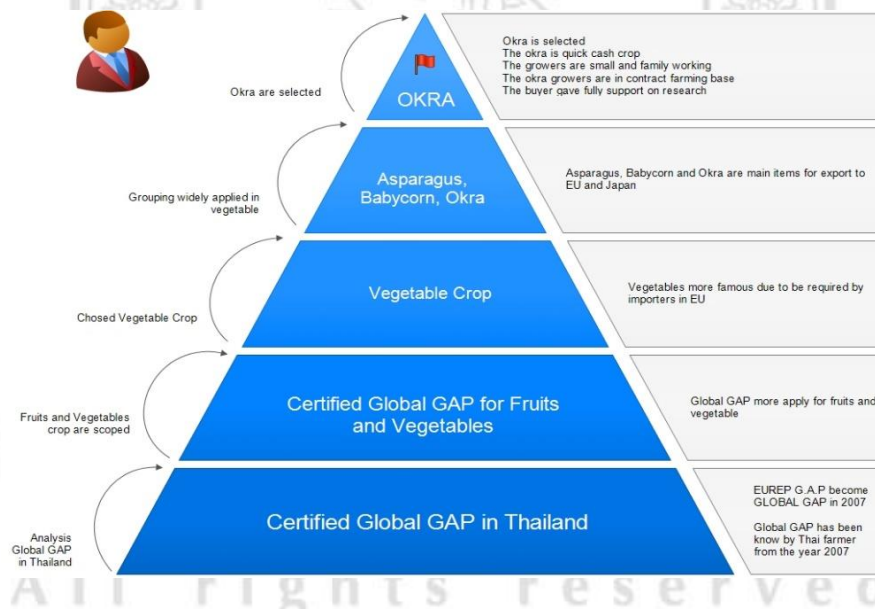 Okra is selected
The okra is quick cash crop
The growers are small and family working
The okra growers are in contract farming base
The buyer gave fully support on research
OKRA
Okra are selected
Asparagus,
Babycorn, Okra
Asparagus, Babycorn and Okra are main items for export to
EU and Japan
Grouping widely applied in
vegetable
Vegetable Crop
Vegetables more famous due to be required by
importers in EU
Chosed Vegetable Crop
Certified Global GAP for Fruits
and Vegetables
Global GAP more apply for fruits and
vegetable
Fruits and Vegetables
crop are scoped
Certified Global GAP in Thailand
EUREP G.A.P become
GLOBAL GAP in 2007
Global GAP has been
know by Thai farmer
from the year 2007
Analysis
Global GAP
in Thailand
All rights reserved